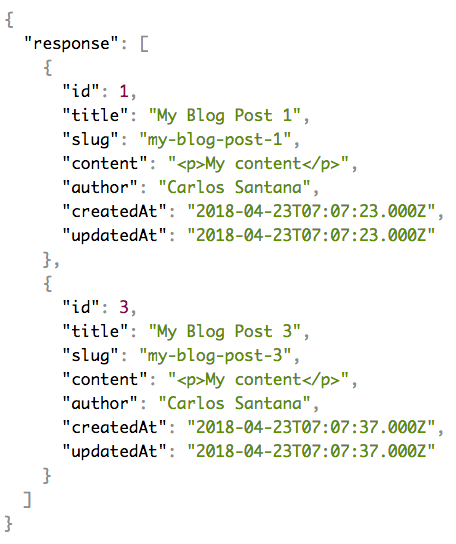 {
  "response": [
    {
      "id": 1,
      "title": "My Blog Post 1",
      "slug": "my-blog-post-1",
      "content": "<p>My content</p>",
      "author": "Carlos Santana",
      "createdAt": "2018-04-23T07:07:23.000Z",
      "updatedAt": "2018-04-23T07:07:23.000Z"
    },
    {
      "id": 3,
      "title": "My Blog Post 3",
      "slug": "my-blog-post-3",
      "content": "<p>My content</p>",
      "author": "Carlos Santana",
      "createdAt": "2018-04-23T07:07:37.000Z",
      "updatedAt": "2018-04-23T07:07:37.000Z"
    }
  ]
}